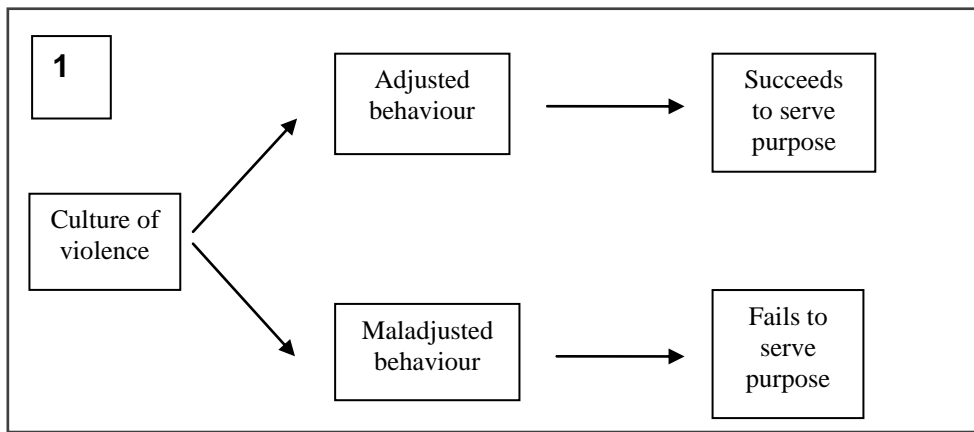 1
Adjusted
behaviour
Succeeds
to serve
purpose
Culture of
violence
Maladjusted
behaviour
Fails to
serve
purpose